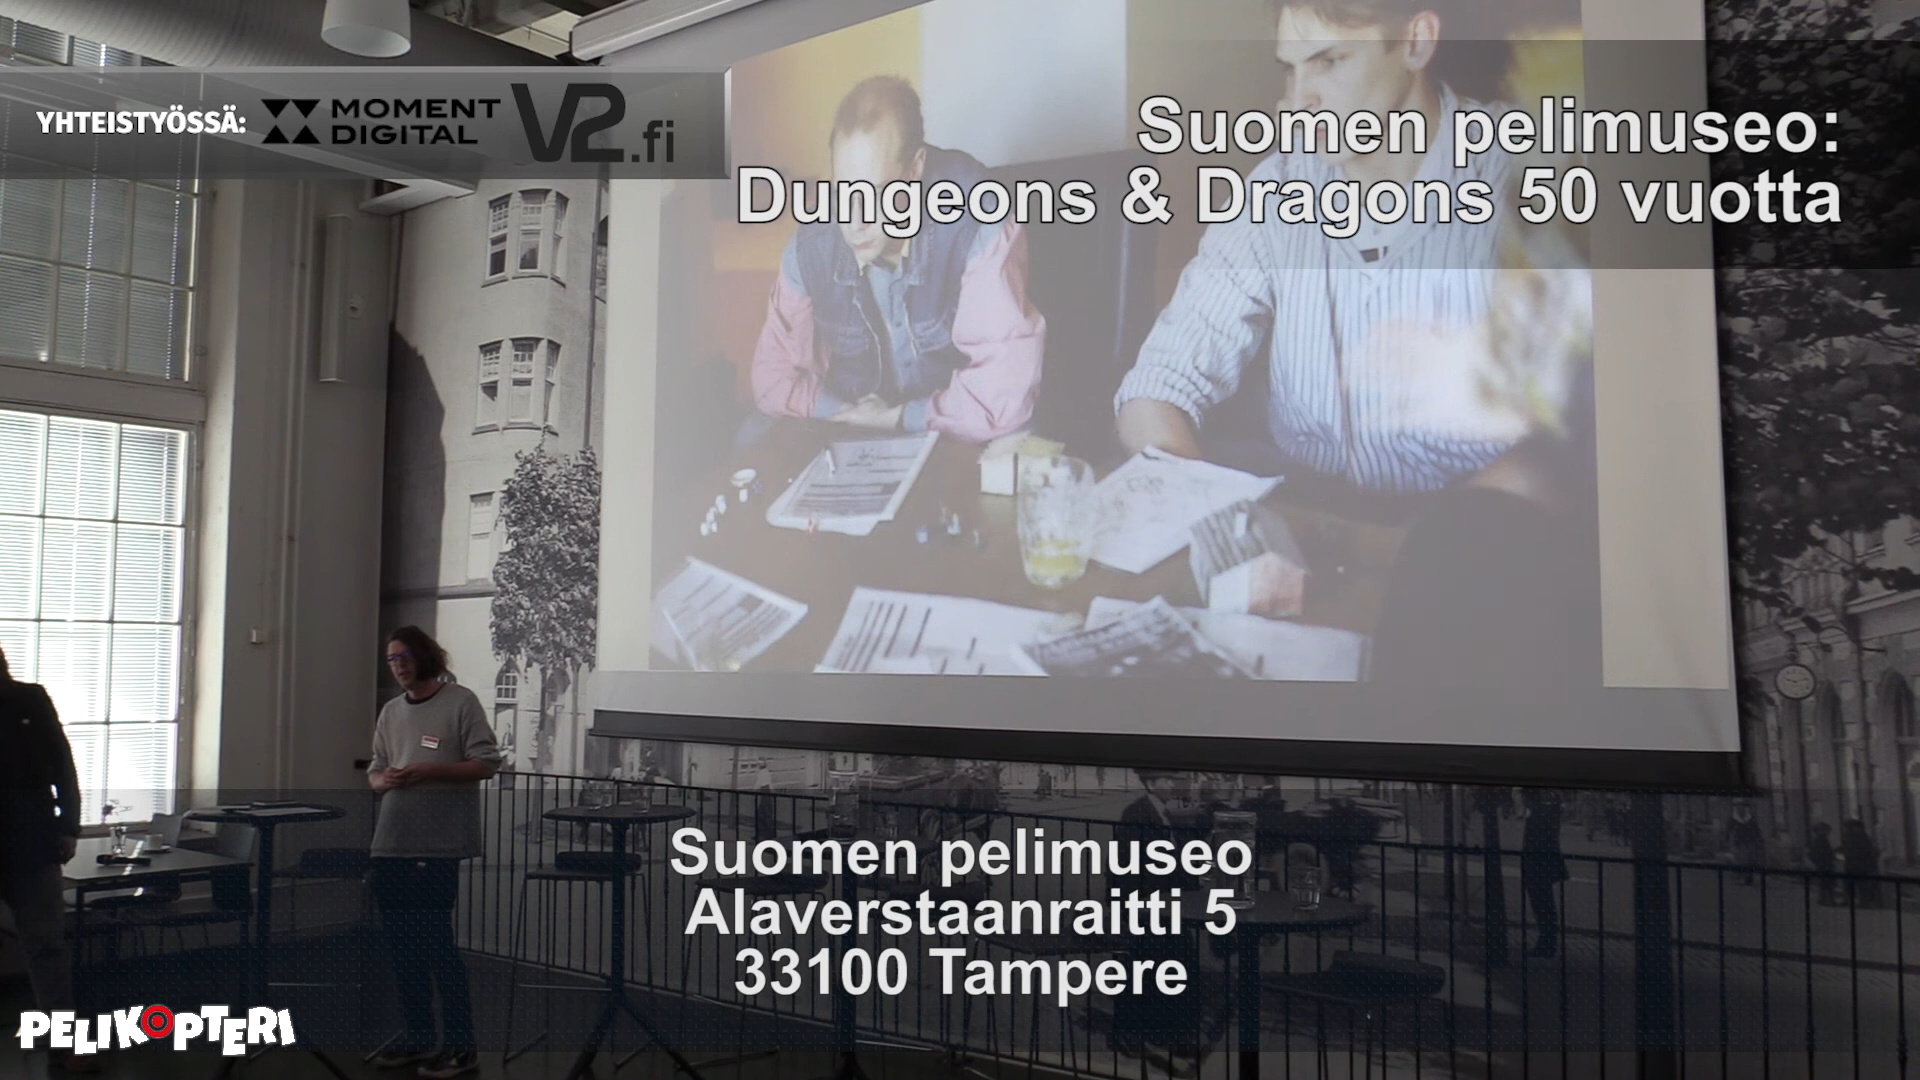 YHTEISTYÖSSÄ: MOMENT DIGITAL V2.fi
Suomen pelimuseo:
Dungeons & Dragons 50 vuotta
Suomen pelimuseo
Alaverstaanraitti 5
33100 Tampere
PELIKOPTERI